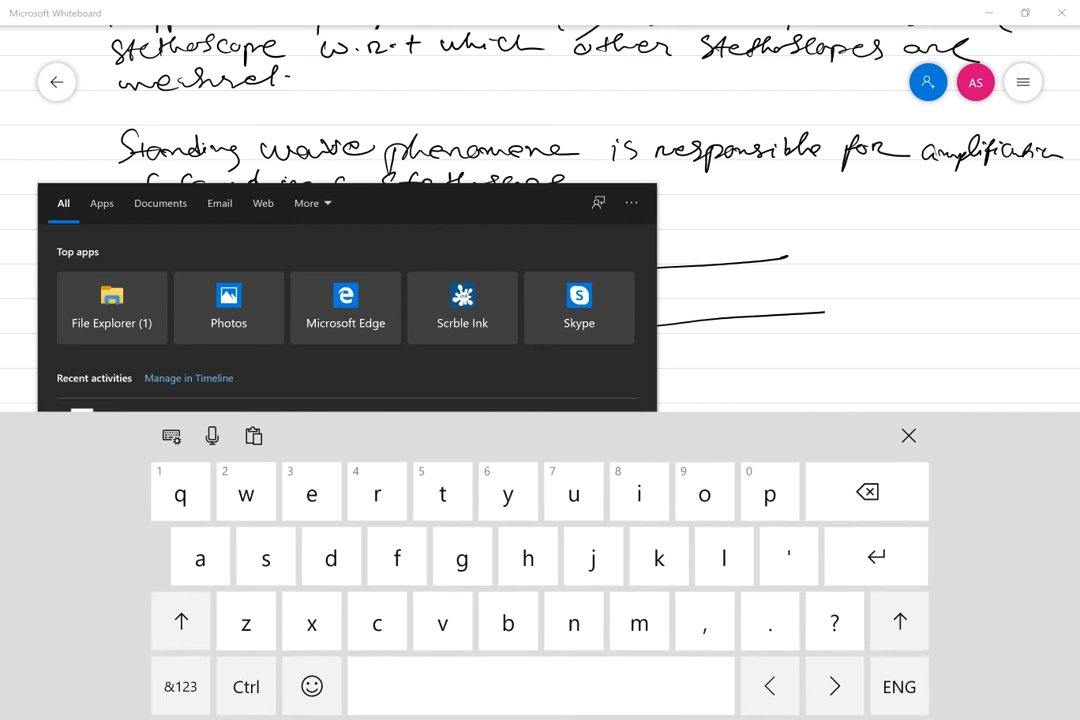 Microsoft Whiteboard
stethoscope w.r.t which other stethoscopes are
AS
Standing wave phenomene is responsible for amplification
All Apps Documents Email Web More
Top apps
File Explorer (1) Photos Microsoft Edge Scrble Ink Skype
Recent activities Manage in Timeline
1 2 3 4 5 6 7 8 9 0
q w e r t y u i o p
a s d f g h j k l '
z x c v b n m , . ?
&123 Ctrl < > ENG